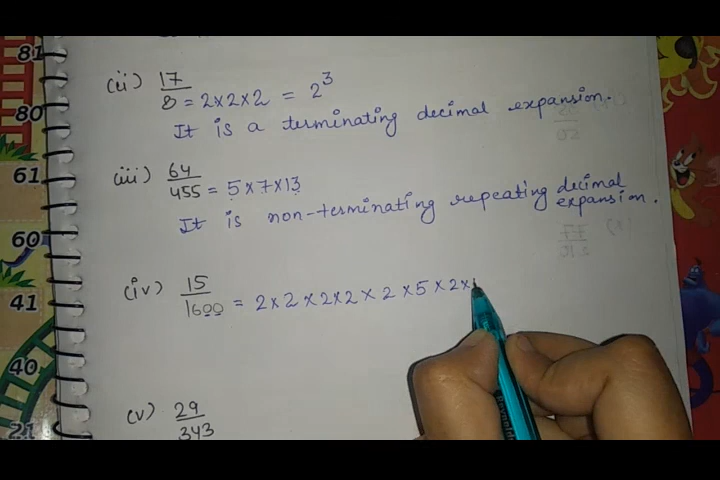 (ii) 17/8 = 2×2×2 = 2³
It is a terminating decimal expansion.
(iii) 64/455 = 5×7×13
It is non-terminating repeating decimal expansion.
(iv) 15/1600 = 2×2×2×2×2×5×2×
(v) 29/343
81
80
61
60
41
40
21
Reynolds